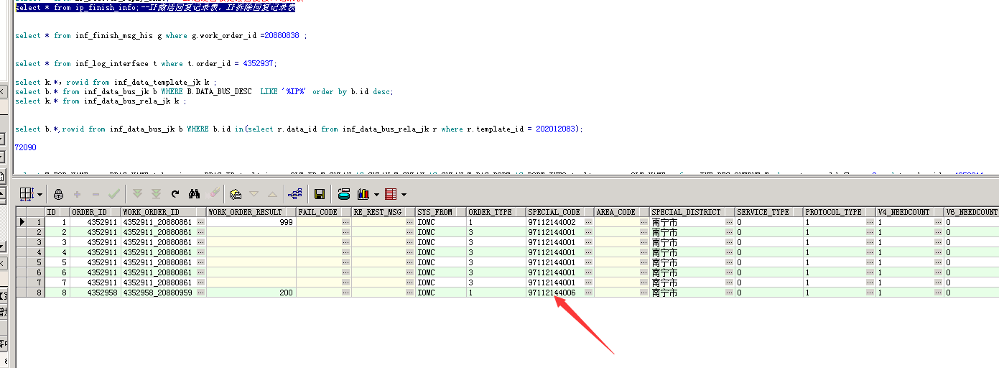 select * from ip_finish_info;--IP激活回复记录表，IP拆除回复记录表
select * from inf_finish_msg_his g where g.work_order_id =20880838 ;
select * from inf_log_interface t where t.order_id = 4352937;
select k.*，rowid from inf_data_template_jk k ;
select b.* from inf_data_bus_jk b WHERE B.DATA_BUS_DESC  LIKE '%IP%' order by b.id desc;
select k.* from inf_data_bus_rela_jk k ;
select b.*,rowid from inf_data_bus_jk b WHERE b.id in(select r.data_id from inf_data_bus_rela_jk r where r.template_id = 202012083);
72090
ID ORDER_ID WORK_ORDER_ID WORK_ORDER_RESULT FAIL_CODE RE_REST_MSG SYS_FROM ORDER_TYPE SPECIAL_CODE AREA_CODE SPECIAL_DISTRICT SERVICE_TYPE PROTOCOL_TYPE V4_NEEDCOUNT V6_NEEDCOUNT
1 1 4352911 4352911_20880861 ... 999 ... ... IOMC 1 97112144002 ... ... 南宁市 ... 0 ... 1 ... 1 ... 0
2 2 4352911 4352911_20880861 ... ... ... IOMC 3 97112144001 ... ... 南宁市 ... 0 ... 1 ... 1 ... 0
3 3 4352911 4352911_20880861 ... ... ... IOMC 3 97112144001 ... ... 南宁市 ... 0 ... 1 ... 1 ... 0
4 4 4352911 4352911_20880861 ... ... ... IOMC 3 97112144001 ... ... 南宁市 ... 0 ... 1 ... 1 ... 0
5 5 4352911 4352911_20880861 ... ... ... IOMC 3 97112144001 ... ... 南宁市 ... 0 ... 1 ... 1 ... 0
6 6 4352911 4352911_20880861 ... ... ... IOMC 3 97112144001 ... ... 南宁市 ... 0 ... 1 ... 1 ... 0
7 7 4352911 4352911_20880861 ... ... ... IOMC 3 97112144001 ... ... 南宁市 ... 0 ... 1 ... 1 ... 0
8 8 4352958 4352958_20880959 ... 200 ... ... IOMC 1 97112144006 ... ... 南宁市 ... 0 ... 1 ... 1 ... 0